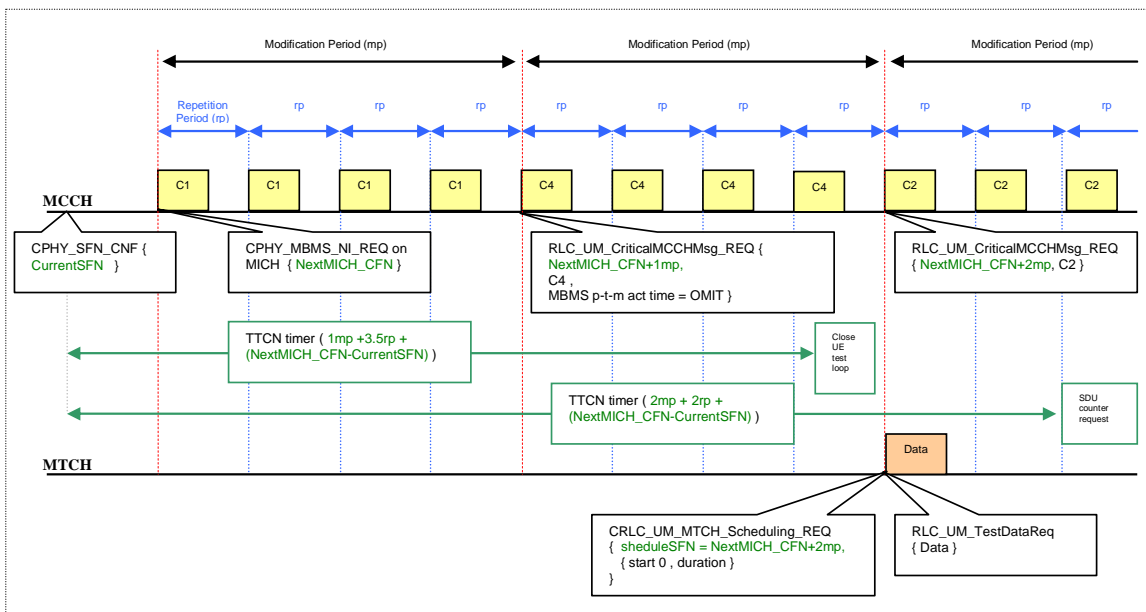 Modification Period (mp)
Modification Period (mp)
Modification Period (mp)
Repetition
Period (rp)
rp
rp
rp
rp
rp
rp
rp
rp
rp
rp
C1
C1
C1
C1
C4
C4
C4
C4
C2
C2
C2
MCCH
CPHY_SFN_CNF {
CurrentSFN }
CPHY_MBMS_NI_REQ on
MICH { NextMICH_CFN }
RLC_UM_CriticalMCCHMsg_REQ {
NextMICH_CFN+1mp,
C4 ,
MBMS p-t-m act time = OMIT }
RLC_UM_CriticalMCCHMsg_REQ
{ NextMICH_CFN+2mp, C2 }
TTCN timer ( 1mp +3.5rp +
(NextMICH_CFN-CurrentSFN) )
Close
UE
test
loop
TTCN timer ( 2mp + 2rp +
(NextMICH_CFN-CurrentSFN) )
SDU
counter
request
MTCH
Data
CRLC_UM_MTCH_Scheduling_REQ
{ sheduleSFN = NextMICH_CFN+2mp,
{ start 0 , duration }
}
RLC_UM_TestDataReq
{ Data }